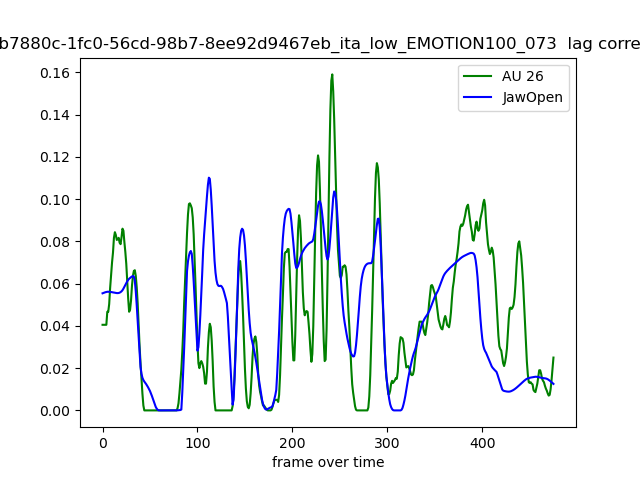 b7880c-1fc0-56cd-98b7-8ee92d9467eb_ita_low_EMOTION100_073 lag corre
AU 26
JawOpen
0.16
0.14
0.12
0.10
0.08
0.06
0.04
0.02
0.00
0 100 200 300 400
frame over time